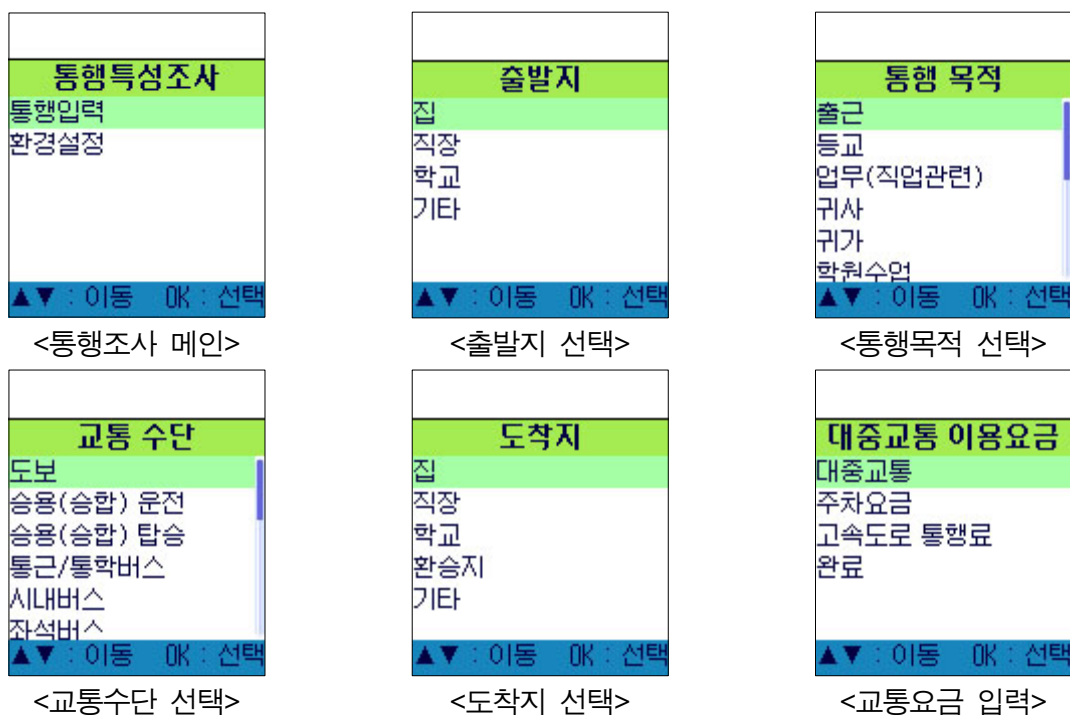 통행특성조사
통행입력
환경설정
▲▼ : 이동 OK : 선택
<통행조사 메인>
출발지
집
직장
학교
기타
▲▼ : 이동 OK : 선택
<출발지 선택>
통행 목적
출근
등교
업무(직업관련)
귀사
귀가
학원수업
▲▼ : 이동 OK : 선택
<통행목적 선택>
교통 수단
도보
승용(승합) 운전
승용(승합) 탑승
통근/통학버스
시내버스
좌석버스
▲▼ : 이동 OK : 선택
<교통수단 선택>
도착지
집
직장
학교
환승지
기타
▲▼ : 이동 OK : 선택
<도착지 선택>
대중교통 이용요금
대중교통
주차요금
고속도로 통행료
완료
▲▼ : 이동 OK : 선택
<교통요금 입력>